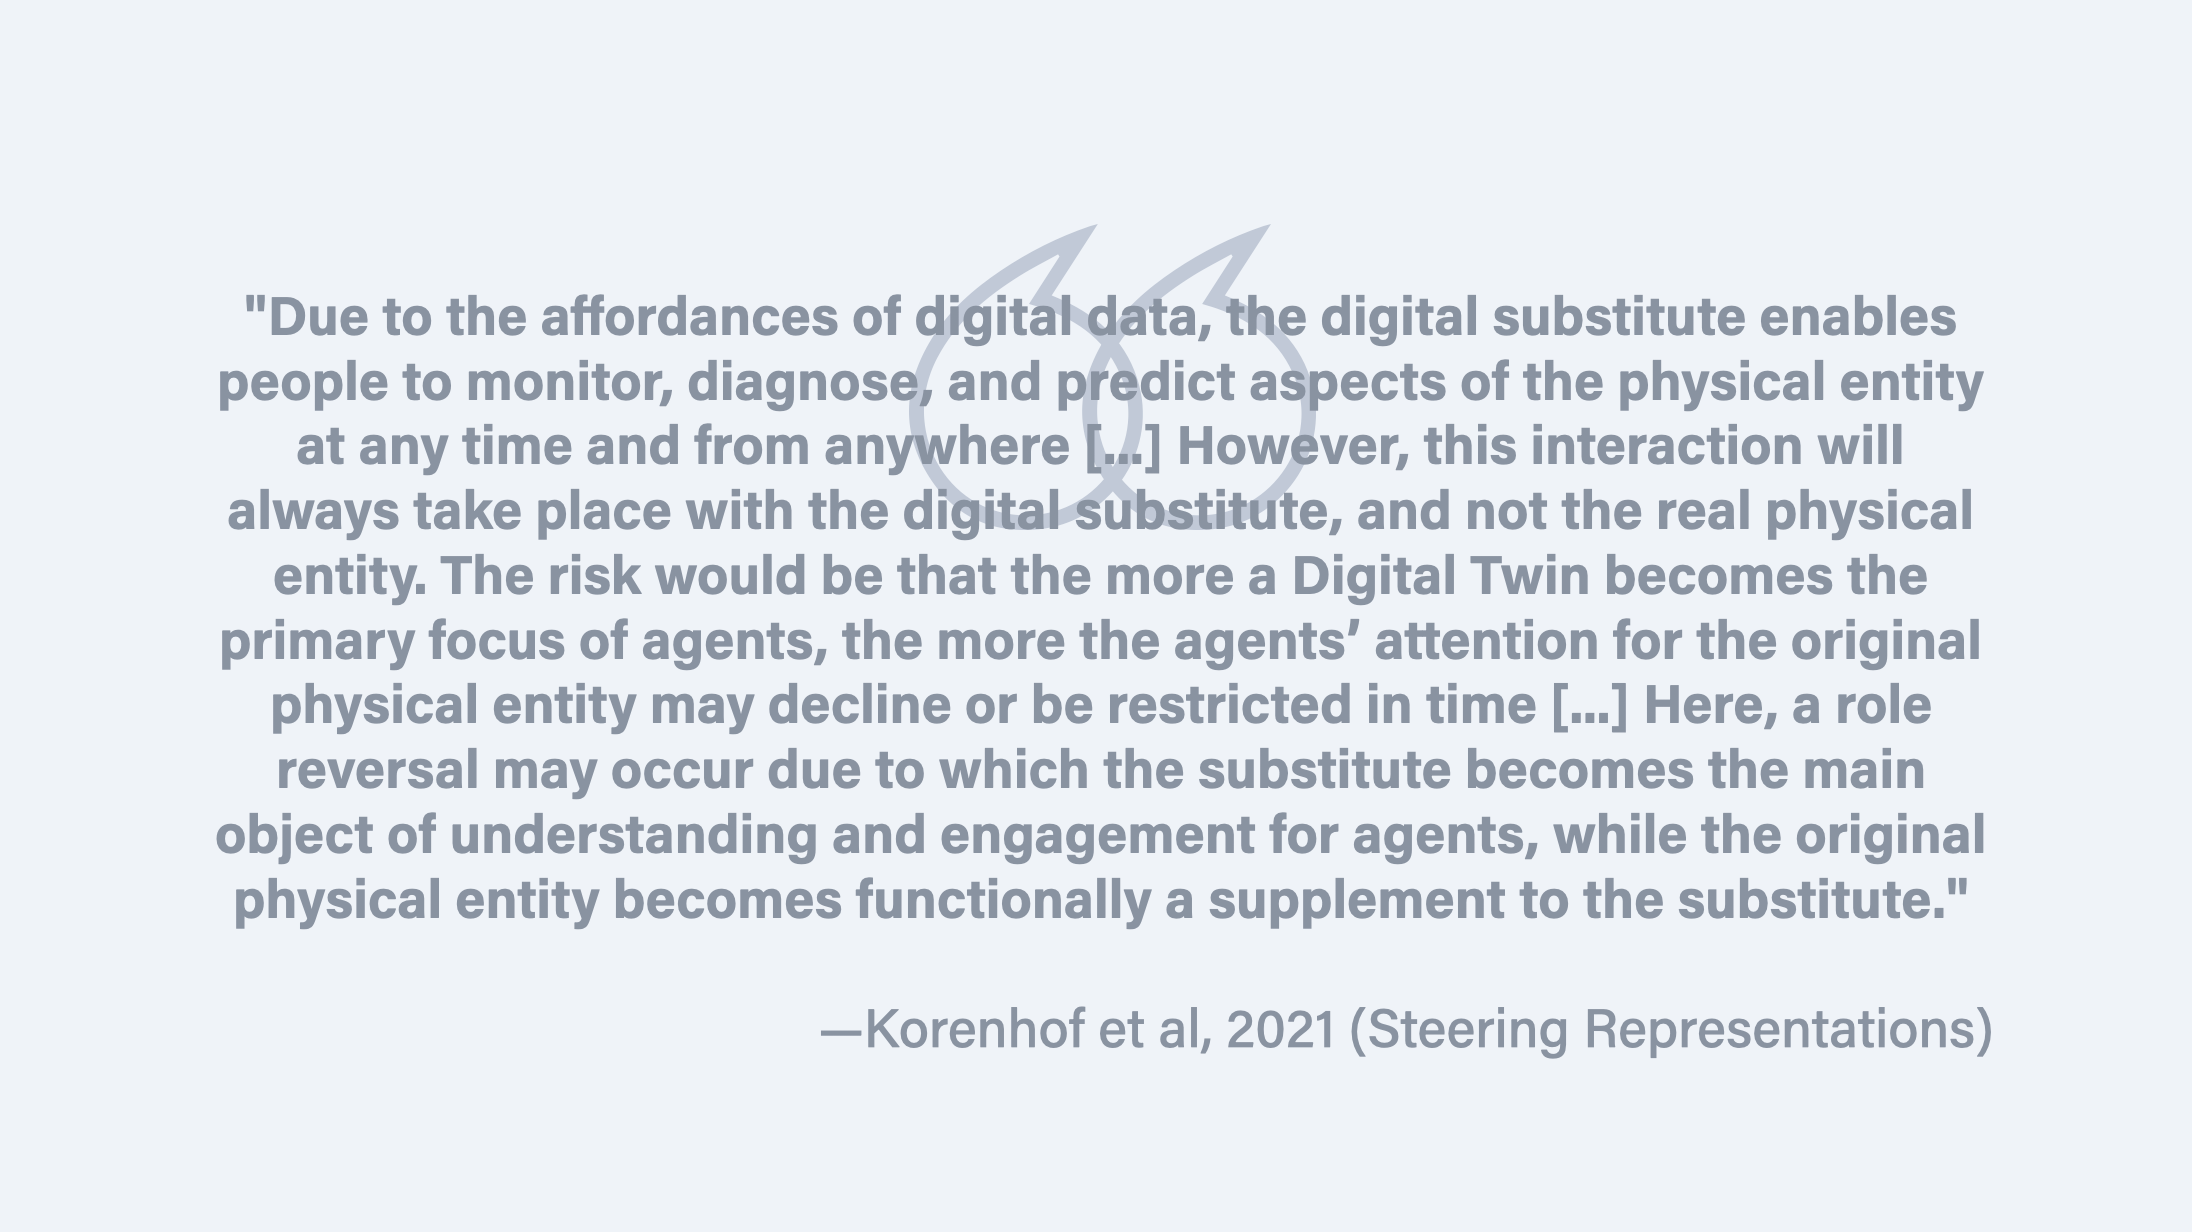 "Due to the affordances of digital data, the digital substitute enables
people to monitor, diagnose, and predict aspects of the physical entity
at any time and from anywhere [...] However, this interaction will
always take place with the digital substitute, and not the real physical
entity. The risk would be that the more a Digital Twin becomes the
primary focus of agents, the more the agents’ attention for the original
physical entity may decline or be restricted in time [...] Here, a role
reversal may occur due to which the substitute becomes the main
object of understanding and engagement for agents, while the original
physical entity becomes functionally a supplement to the substitute."
—Korenhof et al, 2021 (Steering Representations)